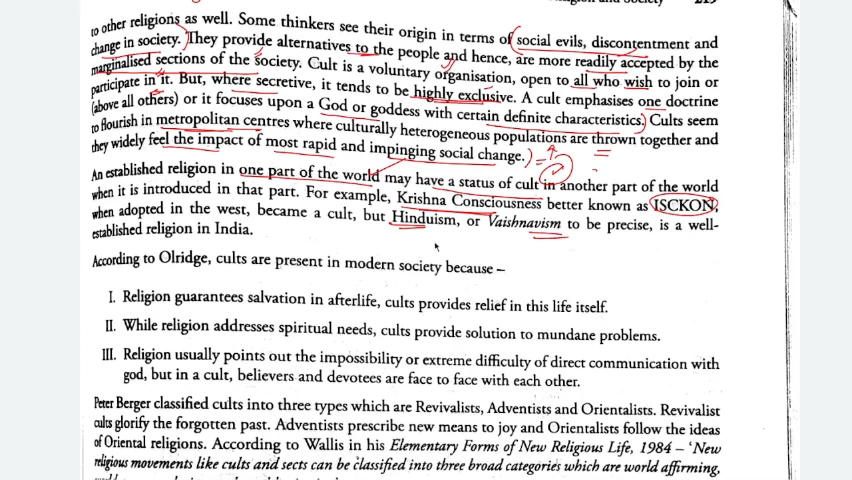 to other religions as well. Some thinkers see their origin in terms of social evils, discontentment and
change in society. They provide alternatives to the people and hence, are more readily accepted by the
marginalised sections of the society. Cult is a voluntary organisation, open to all who wish to join or
participate in it. But, where secretive, it tends to be highly exclusive. A cult emphasises one doctrine
(above all others) or it focuses upon a God or goddess with certain definite characteristics. Cults seem
to flourish in metropolitan centres where culturally heterogeneous populations are thrown together and
they widely feel the impact of most rapid and impinging social change.
An established religion in one part of the world may have a status of cult in another part of the world
when it is introduced in that part. For example, Krishna Consciousness better known as ISCKON,
when adopted in the west, became a cult, but Hinduism, or Vaishnavism to be precise, is a well-
established religion in India.
According to Olridge, cults are present in modern society because –
I. Religion guarantees salvation in afterlife, cults provides relief in this life itself.
II. While religion addresses spiritual needs, cults provide solution to mundane problems.
III. Religion usually points out the impossibility or extreme difficulty of direct communication with
god, but in a cult, believers and devotees are face to face with each other.
Peter Berger classified cults into three types which are Revivalists, Adventists and Orientalists. Revivalist
cults glorify the forgotten past. Adventists prescribe new means to joy and Orientalists follow the ideas
of Oriental religions. According to Wallis in his Elementary Forms of New Religious Life, 1984 – 'New
religious movements like cults and sects can be classified into three broad categories which are world affirming,